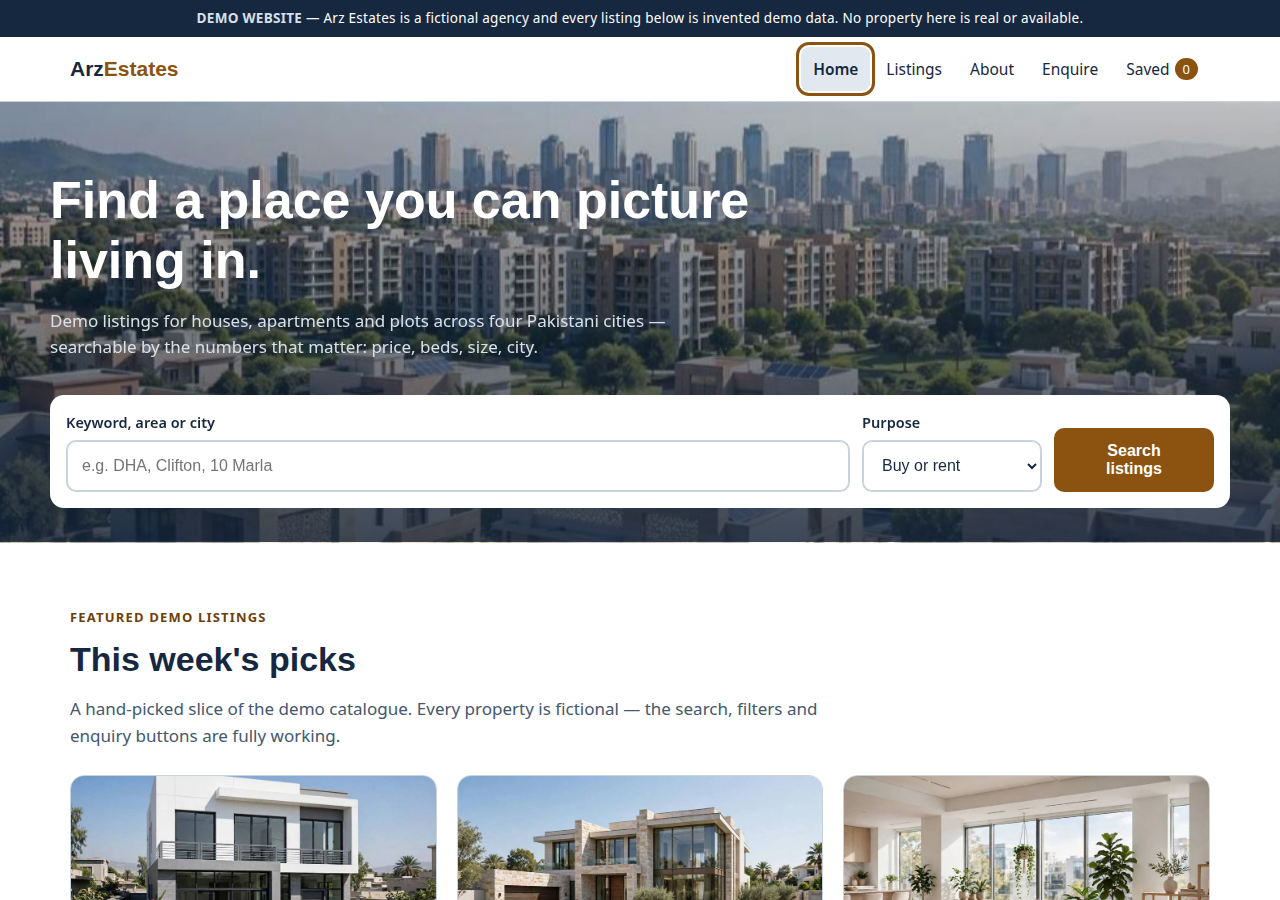 DEMO WEBSITE — Arz Estates is a fictional agency and every listing below is invented demo data. No property here is real or available.
ArzEstates
Home
Listings
About
Enquire
Saved 0
Find a place you can picture
living in.
Demo listings for houses, apartments and plots across four Pakistani cities —
searchable by the numbers that matter: price, beds, size, city.
Keyword, area or city
Purpose
e.g. DHA, Clifton, 10 Marla
Buy or rent
Search
listings
FEATURED DEMO LISTINGS
This week's picks
A hand-picked slice of the demo catalogue. Every property is fictional — the search, filters and
enquiry buttons are fully working.